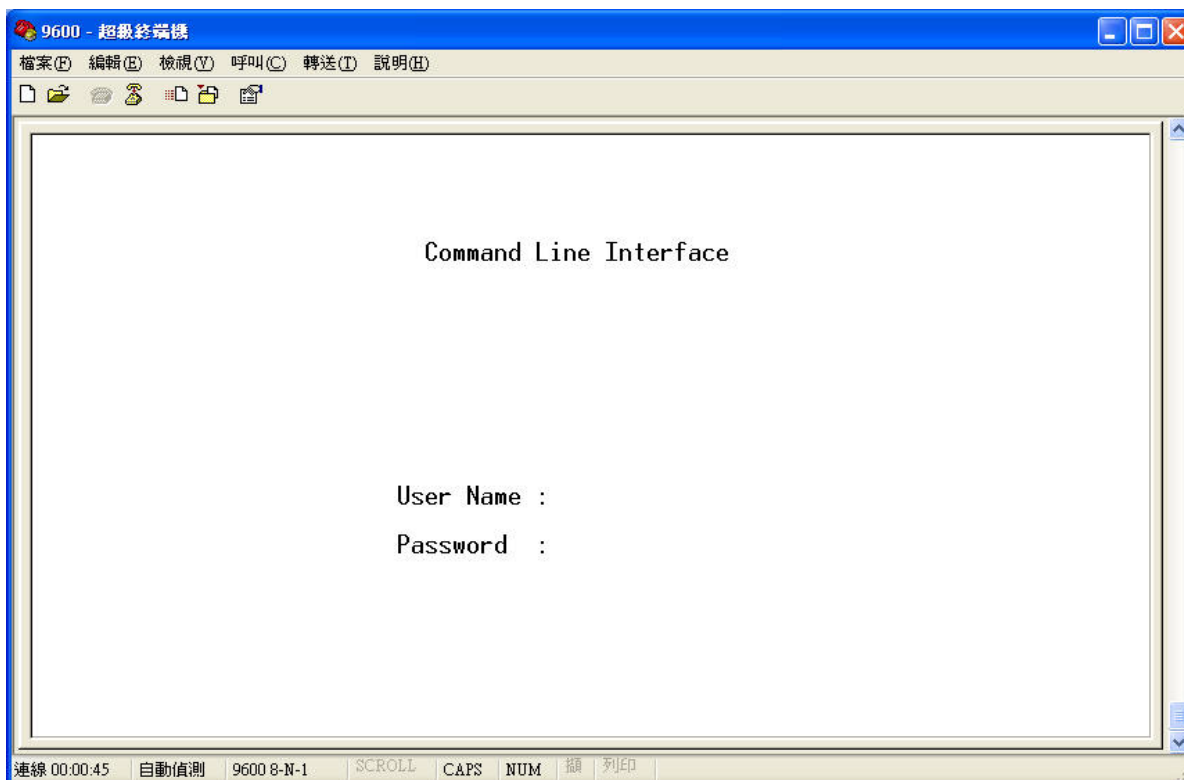 9600 - 超級終端機
檔案(F) 編輯(E) 檢視(V) 呼叫(C) 轉送(T) 說明(H)
Command Line Interface
User Name :
Password :
連線 00:00:45 自動偵測 9600 8-N-1 SCROLL CAPS NUM 擷 列印